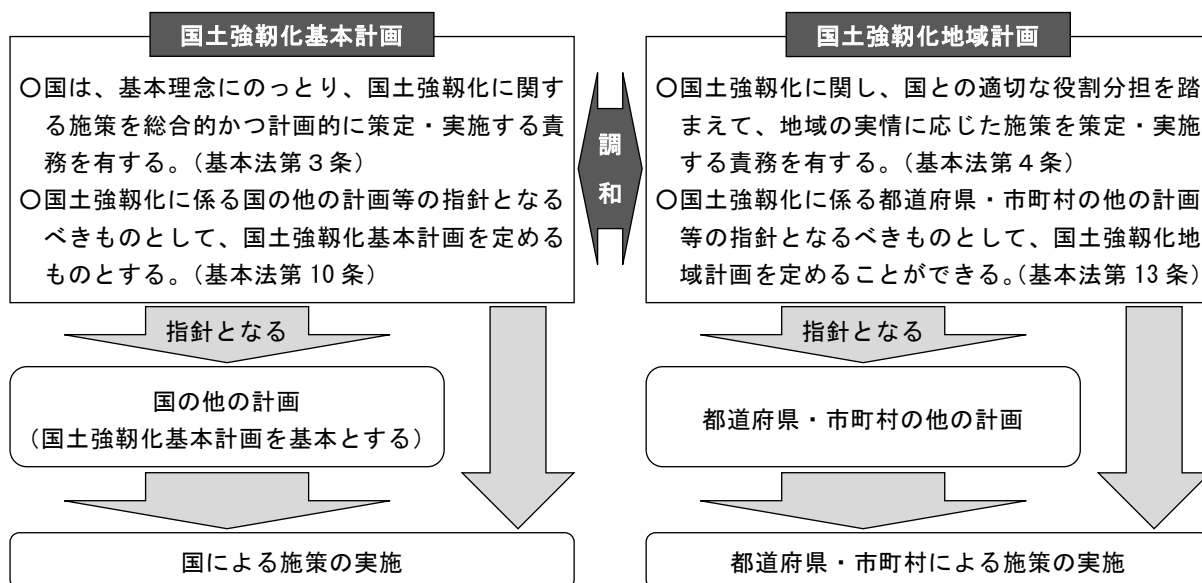 国土強靱化基本計画
〇国は、基本理念にのっとり、国土強靱化に関す
る施策を総合的かつ計画的に策定・実施する責
務を有する。（基本法第３条）
〇国土強靱化に係る国の他の計画等の指針となる
べきものとして、国土強靱化基本計画を定める
ものとする。（基本法第 10 条）
調
和
国土強靱化地域計画
〇国土強靱化に関し、国との適切な役割分担を踏
まえて、地域の実情に応じた施策を策定・実施
する責務を有する。（基本法第４条）
〇国土強靱化に係る都道府県・市町村の他の計画
等の指針となるべきものとして、国土強靱化地
域計画を定めることができる。（基本法第 13 条）
指針となる
指針となる
国の他の計画
（国土強靱化基本計画を基本とする）
都道府県・市町村の他の計画
国による施策の実施
都道府県・市町村による施策の実施